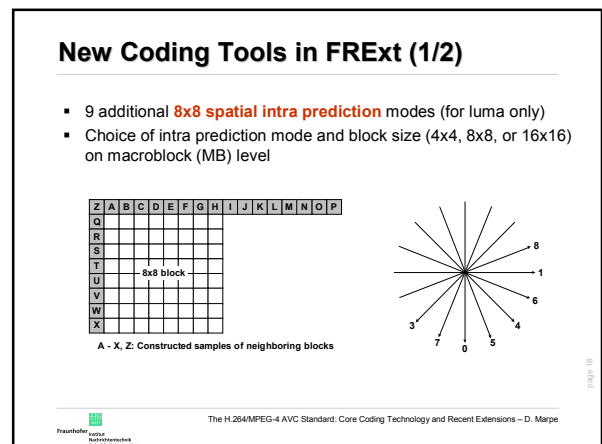 New Coding Tools in FRExt (1/2)
9 additional 8x8 spatial intra prediction modes (for luma only)
Choice of intra prediction mode and block size (4x4, 8x8, or 16x16)
on macroblock (MB) level
Z A B C D E F G H I J K L M N O P
Q
R
S
T
8x8 block
U
V
W
X
A - X, Z: Constructed samples of neighboring blocks
8
1
6
3
4
7
0
5
page 18
The H.264/MPEG-4 AVC Standard: Core Coding Technology and Recent Extensions – D. Marpe
Fraunhofer Institut
Nachrichtentechnik